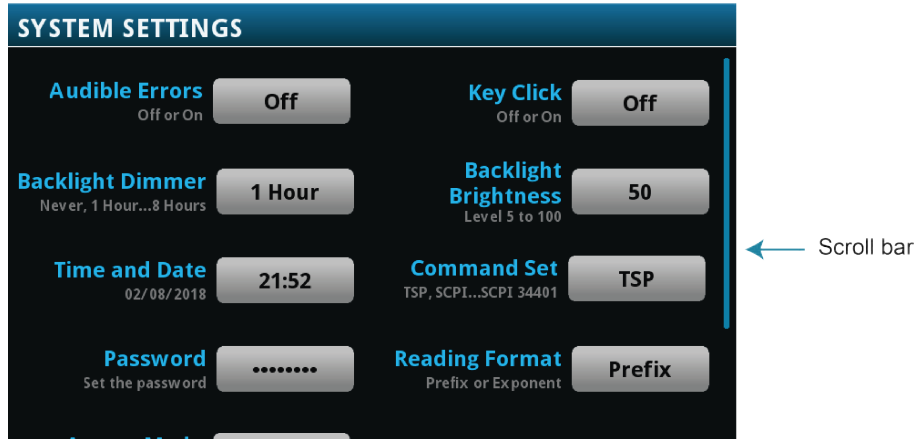 SYSTEM SETTINGS
Audible Errors
Off or On
Off
Key Click
Off or On
Off
Backlight Dimmer
Never, 1 Hour...8 Hours
1 Hour
Backlight
Brightness
Level 5 to 100
50
Scroll bar
Time and Date
02/08/2018
21:52
Command Set
TSP, SCPI...SCPI 34401
TSP
Password
Set the password
••••••••
Reading Format
Prefix or Exponent
Prefix